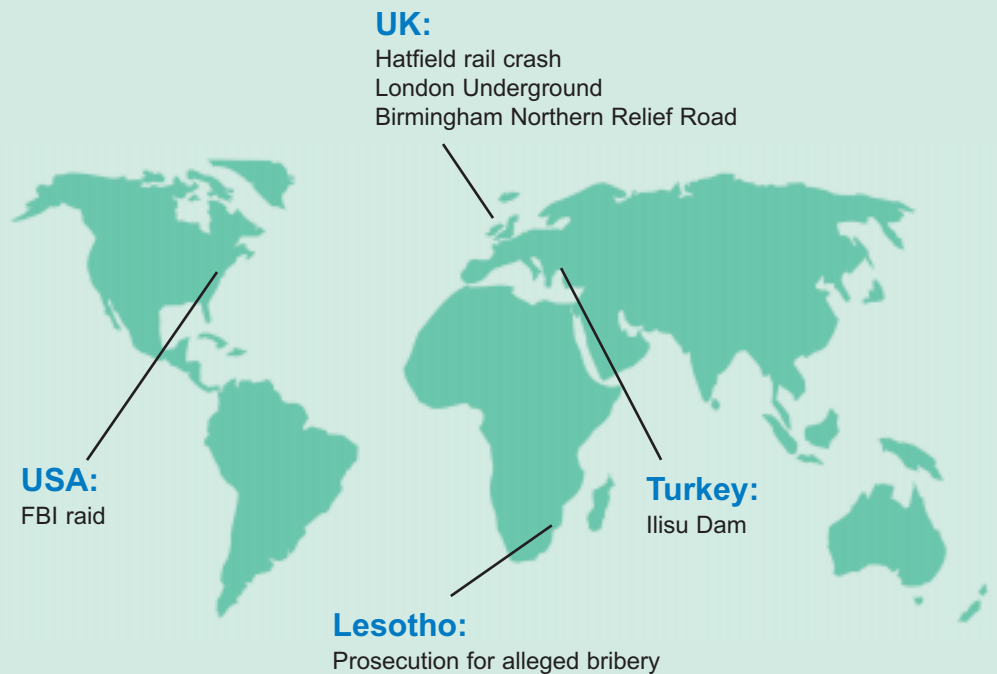 UK:
Hatfield rail crash
London Underground
Birmingham Northern Relief Road
USA:
FBI raid
Turkey:
Ilisu Dam
Lesotho:
Prosecution for alleged bribery